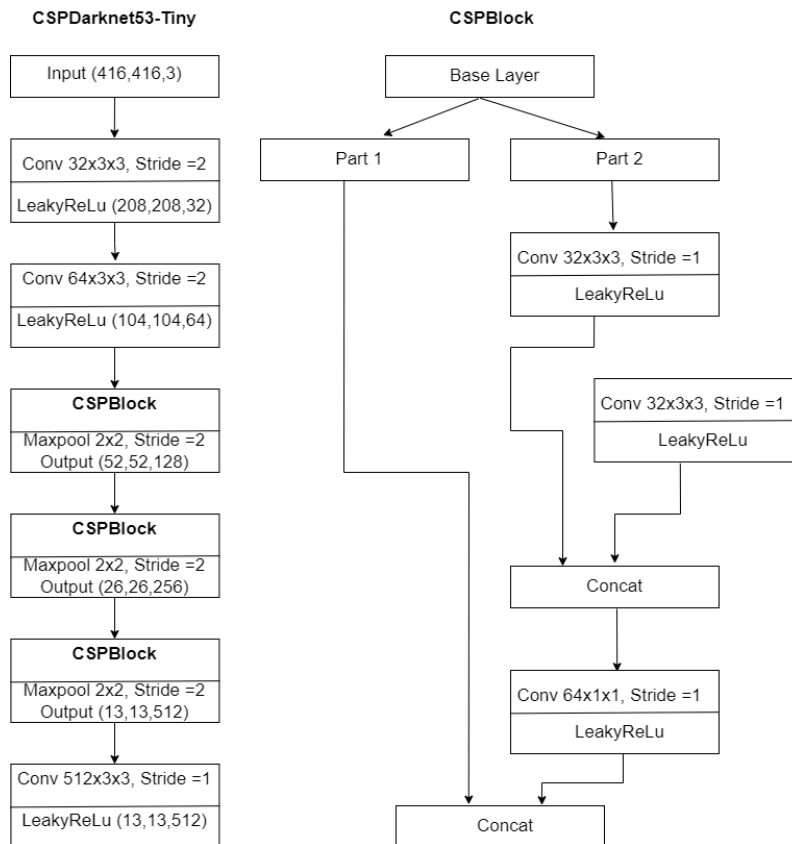 CSPDarknet53-Tiny
Input (416,416,3)
Conv 32x3x3, Stride =2
LeakyReLu (208,208,32)
Conv 64x3x3, Stride =2
LeakyReLu (104,104,64)
CSPBlock
Maxpool 2x2, Stride =2
Output (52,52,128)
CSPBlock
Maxpool 2x2, Stride =2
Output (26,26,256)
CSPBlock
Maxpool 2x2, Stride =2
Output (13,13,512)
Conv 512x3x3, Stride =1
LeakyReLu (13,13,512)
CSPBlock
Base Layer
Part 1
Part 2
Conv 32x3x3, Stride =1
LeakyReLu
Conv 32x3x3, Stride =1
LeakyReLu
Concat
Conv 64x1x1, Stride =1
LeakyReLu
Concat